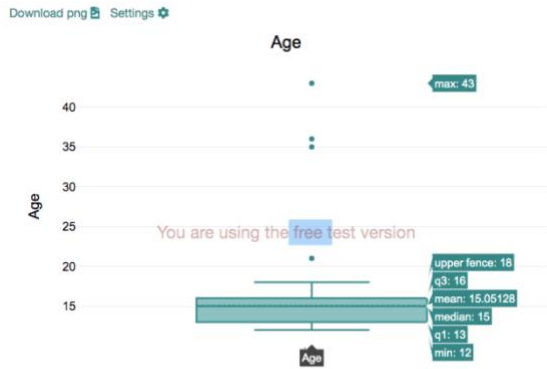 Download png Settings
Age
max: 43
40
35
Age
30
25
You are using the free test version
20
upper fence: 18
q3: 16
mean: 15.05128
15
median: 15
q1: 13
min: 12
Age